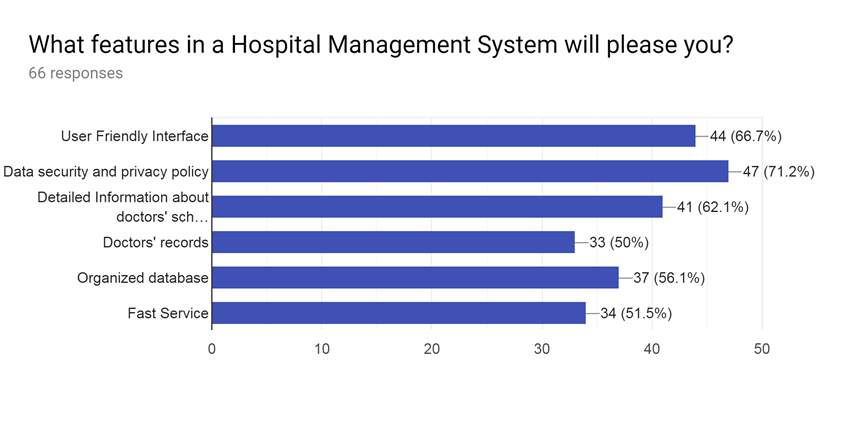 What features in a Hospital Management System will please you?
66 responses
User Friendly Interface
44 (66.7%)
Data security and privacy policy
47 (71.2%)
Detailed Information about
doctors' sch…
41 (62.1%)
Doctors' records
33 (50%)
Organized database
37 (56.1%)
Fast Service
34 (51.5%)
0 10 20 30 40 50